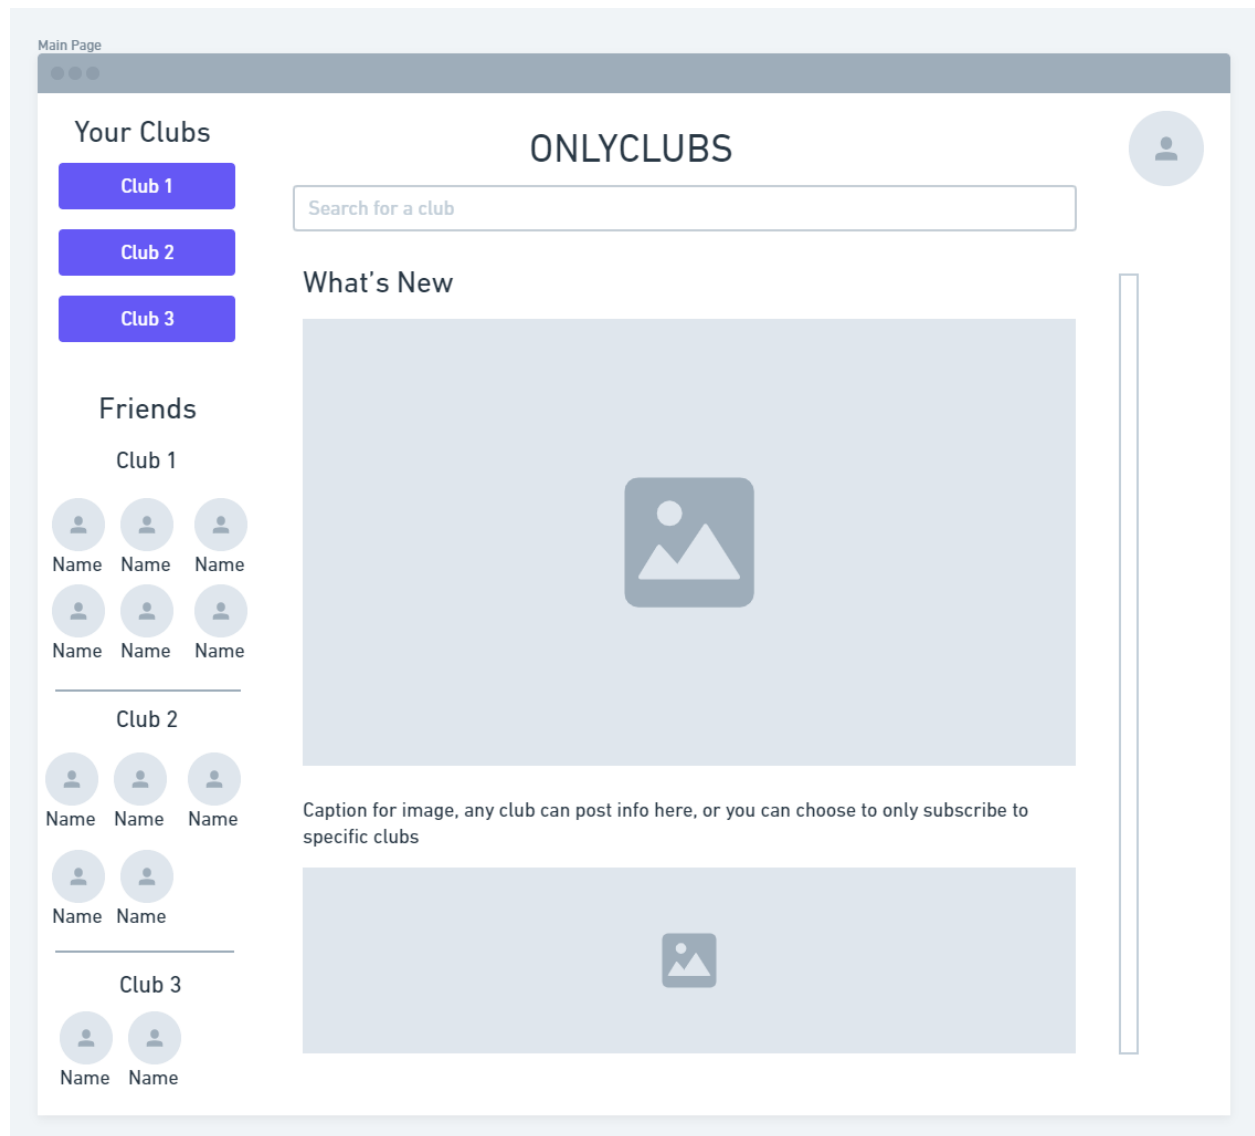 Main Page
Your Clubs
Club 1
Club 2
Club 3
Friends
Club 1
Name Name Name
Name Name Name
Club 2
Name Name Name
Name Name
Club 3
Name Name
ONLYCLUBS
Search for a club
What's New
Caption for image, any club can post info here, or you can choose to only subscribe to
specific clubs